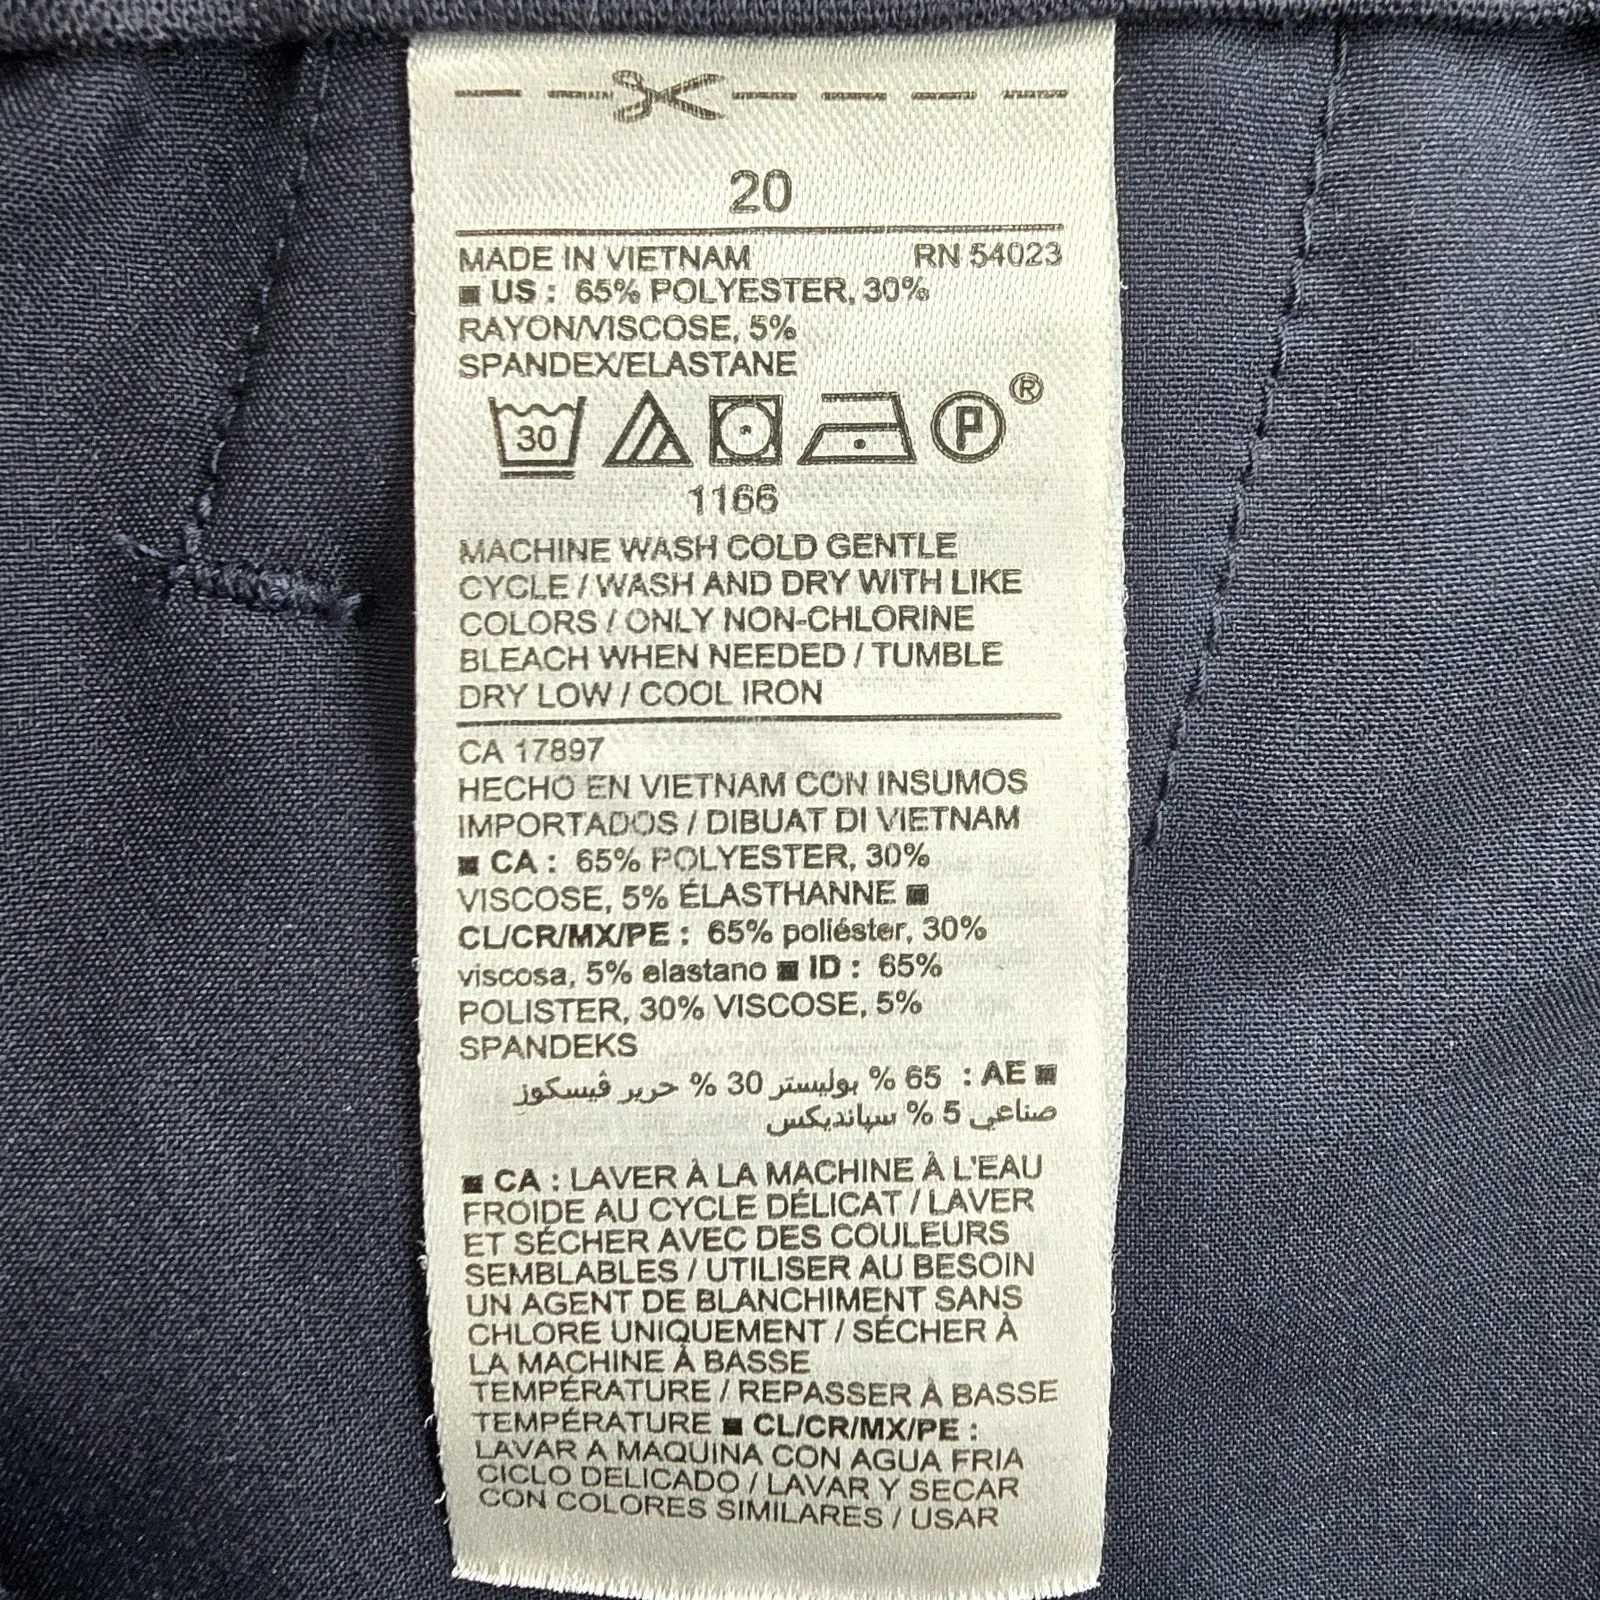 20
MADE IN VIETNAM RN 54023
■ US : 65% POLYESTER, 30%
RAYON/VISCOSE, 5%
SPANDEX/ELASTANE
30 P ®
1166
MACHINE WASH COLD GENTLE
CYCLE / WASH AND DRY WITH LIKE
COLORS / ONLY NON-CHLORINE
BLEACH WHEN NEEDED / TUMBLE
DRY LOW / COOL IRON
CA 17897
HECHO EN VIETNAM CON INSUMOS
IMPORTADOS / DIBUAT DI VIETNAM
■ CA : 65% POLYESTER, 30%
VISCOSE, 5% ÉLASTHANNE ■
CL/CR/MX/PE : 65% poliéster, 30%
viscosa, 5% elastano ■ ID : 65%
POLISTER, 30% VISCOSE, 5%
SPANDEKS
■ AE : 65 % بوليستر 30 % حرير ڤيسكوز
صناعي 5 % سپانديكس
■ CA : LAVER À LA MACHINE À L'EAU
FROIDE AU CYCLE DÉLICAT / LAVER
ET SÉCHER AVEC DES COULEURS
SEMBLABLES / UTILISER AU BESOIN
UN AGENT DE BLANCHIMENT SANS
CHLORE UNIQUEMENT / SÉCHER À
LA MACHINE À BASSE
TEMPÉRATURE / REPASSER À BASSE
TEMPÉRATURE ■ CL/CR/MX/PE :
LAVAR A MAQUINA CON AGUA FRIA
CICLO DELICADO / LAVAR Y SECAR
CON COLORES SIMILARES / USAR